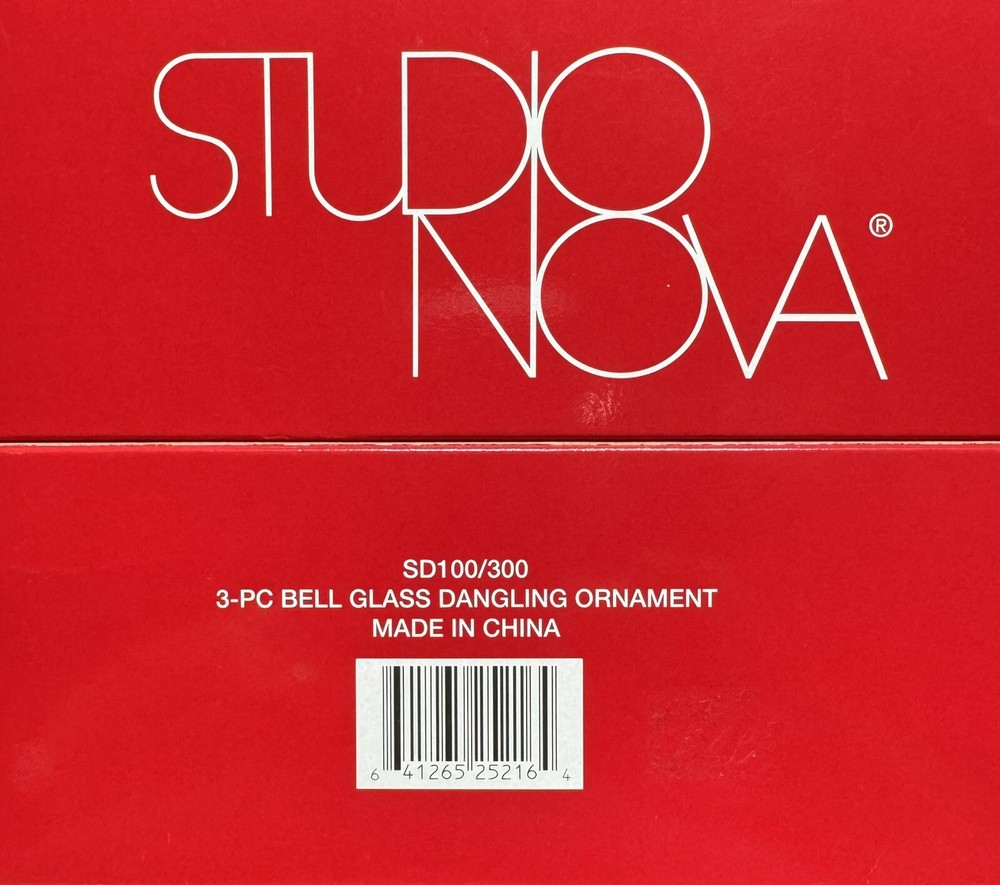 STUDIO
NOVA®
SD100/300
3-PC BELL GLASS DANGLING ORNAMENT
MADE IN CHINA
6 41265 25216 4